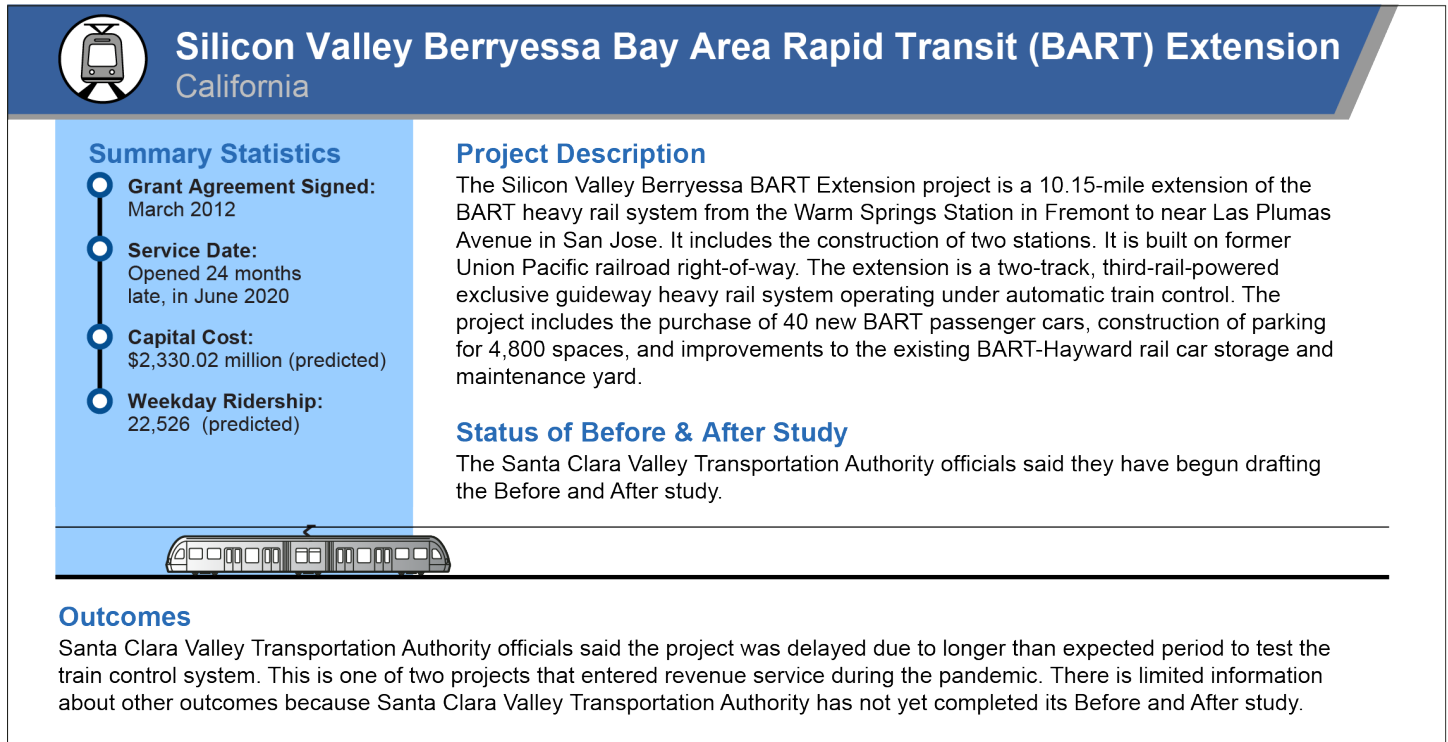 Silicon Valley Berryessa Bay Area Rapid Transit (BART) Extension
California
Summary Statistics
Grant Agreement Signed:
March 2012
Service Date:
Opened 24 months
late, in June 2020
Capital Cost:
$2,330.02 million (predicted)
Weekday Ridership:
22,526  (predicted)
Project Description
The Silicon Valley Berryessa BART Extension project is a 10.15-mile extension of the
BART heavy rail system from the Warm Springs Station in Fremont to near Las Plumas
Avenue in San Jose. It includes the construction of two stations. It is built on former
Union Pacific railroad right-of-way. The extension is a two-track, third-rail-powered
exclusive guideway heavy rail system operating under automatic train control. The
project includes the purchase of 40 new BART passenger cars, construction of parking
for 4,800 spaces, and improvements to the existing BART-Hayward rail car storage and
maintenance yard.
Status of Before & After Study
The Santa Clara Valley Transportation Authority officials said they have begun drafting
the Before and After study.
Outcomes
Santa Clara Valley Transportation Authority officials said the project was delayed due to longer than expected period to test the
train control system. This is one of two projects that entered revenue service during the pandemic. There is limited information
about other outcomes because Santa Clara Valley Transportation Authority has not yet completed its Before and After study.